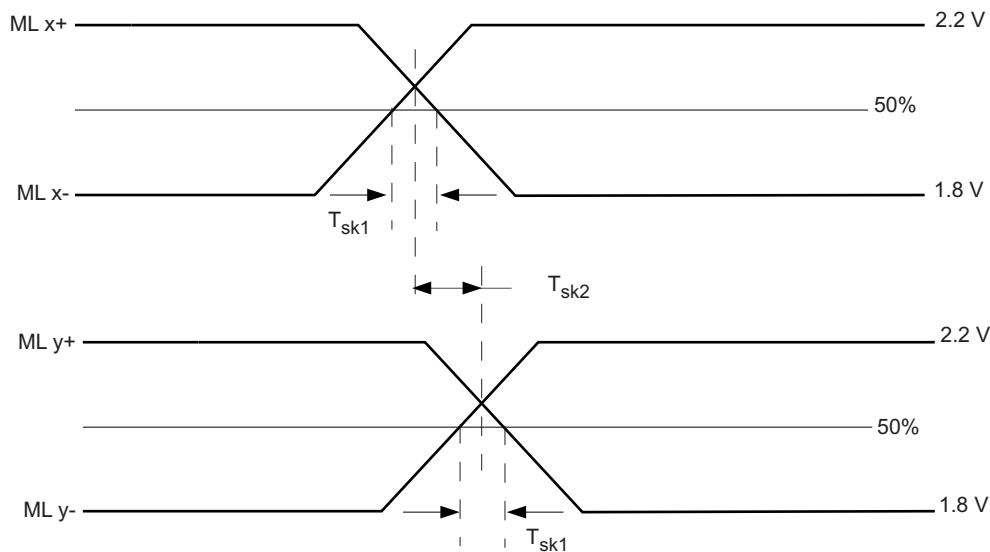 ML x+
2.2 V
50%
ML x-
1.8 V
Tsk1
Tsk2
ML y+
2.2 V
50%
ML y-
1.8 V
Tsk1